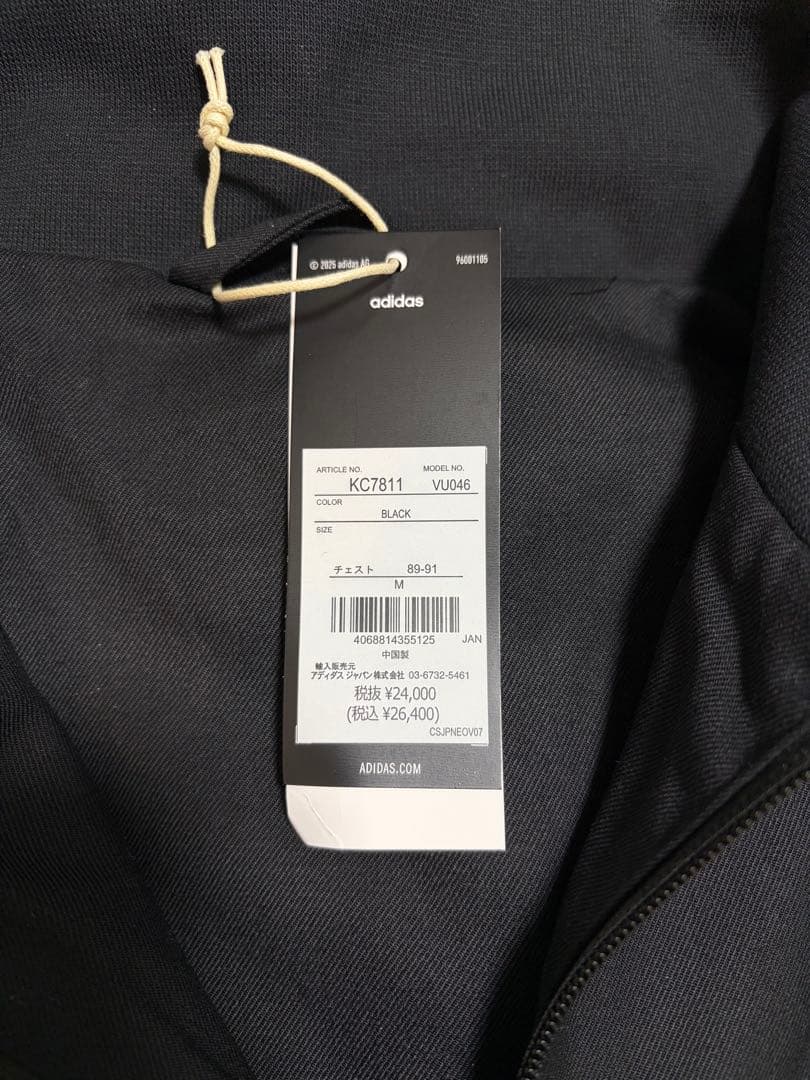 © 2025 adidas AG 96001105
adidas
ARTICLE NO. MODEL NO.
KC7811 VU046
COLOR
BLACK
SIZE
チェスト 89-91
M
4068814355125 JAN
中国製
輸入販売元
アディダス ジャパン株式会社 03-6732-5461
税抜 ¥24,000
(税込 ¥26,400)
CSJPNEOV07
ADIDAS.COM